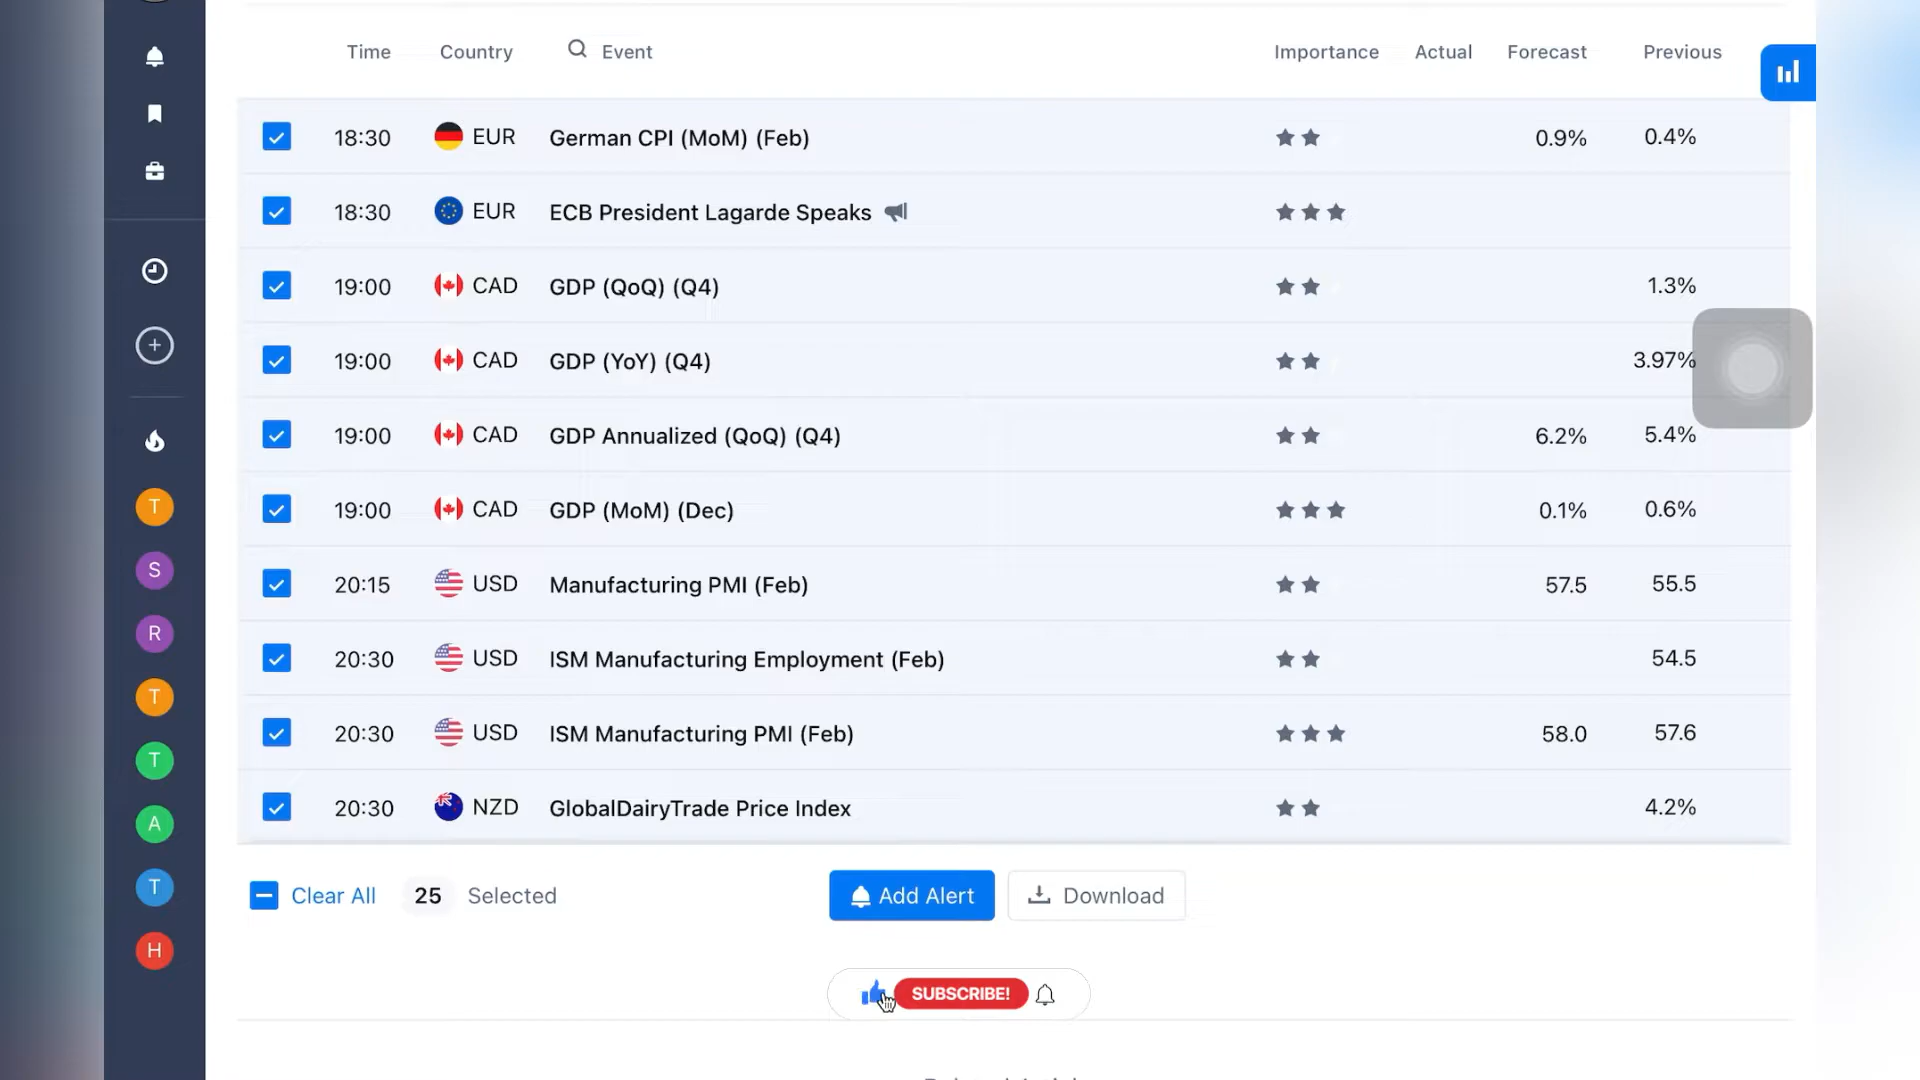 Time Country Event Importance Actual Forecast Previous
18:30 EUR German CPI (MoM) (Feb) 0.9% 0.4%
18:30 EUR ECB President Lagarde Speaks
19:00 CAD GDP (QoQ) (Q4) 1.3%
19:00 CAD GDP (YoY) (Q4) 3.97%
19:00 CAD GDP Annualized (QoQ) (Q4) 6.2% 5.4%
19:00 CAD GDP (MoM) (Dec) 0.1% 0.6%
20:15 USD Manufacturing PMI (Feb) 57.5 55.5
20:30 USD ISM Manufacturing Employment (Feb) 54.5
20:30 USD ISM Manufacturing PMI (Feb) 58.0 57.6
20:30 NZD GlobalDairyTrade Price Index 4.2%
T
S
R
T
T
A
T
H
Clear All 25 Selected Add Alert Download
SUBSCRIBE!